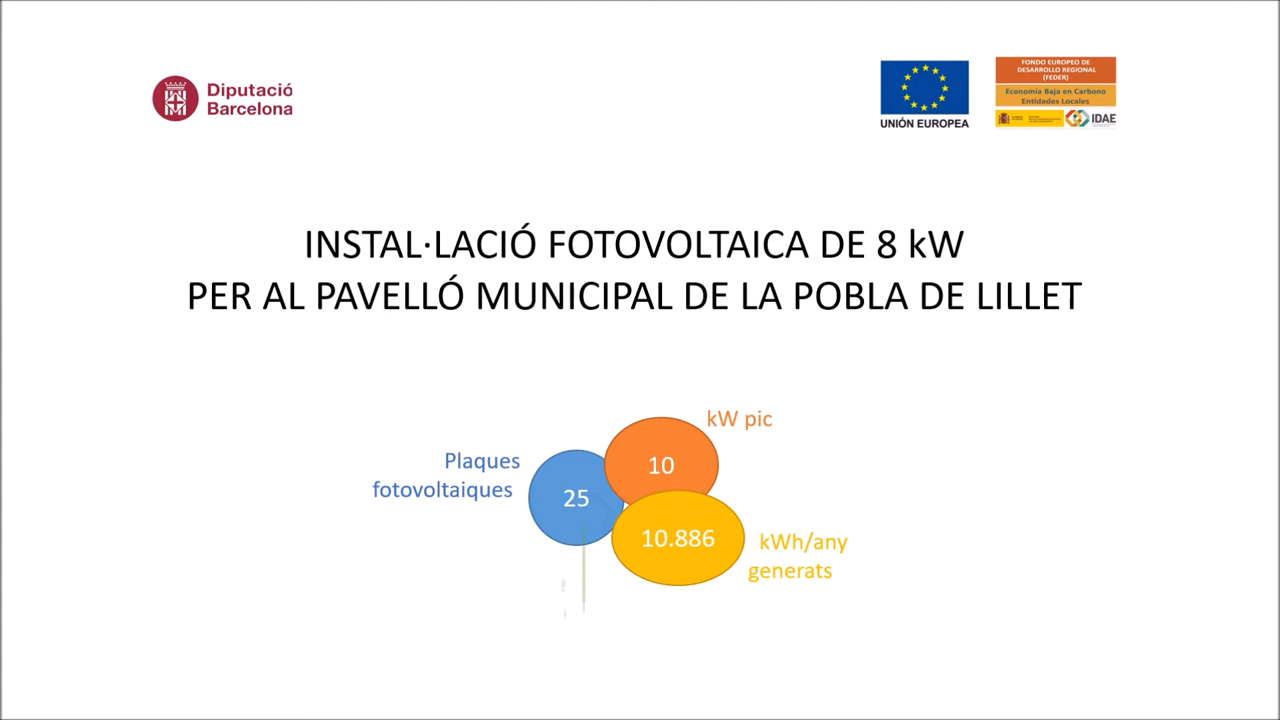 Diputació
Barcelona
UNIÓN EUROPEA
FONDO EUROPEO DE
DESARROLLO REGIONAL
(FEDER)
Economía Baja en Carbono
Entidades Locales
IDAE
INSTAL·LACIÓ FOTOVOLTAICA DE 8 kW
PER AL PAVELLÓ MUNICIPAL DE LA POBLA DE LILLET
kW pic
10
Plaques
fotovoltaiques
25
10.886
kWh/any
generats